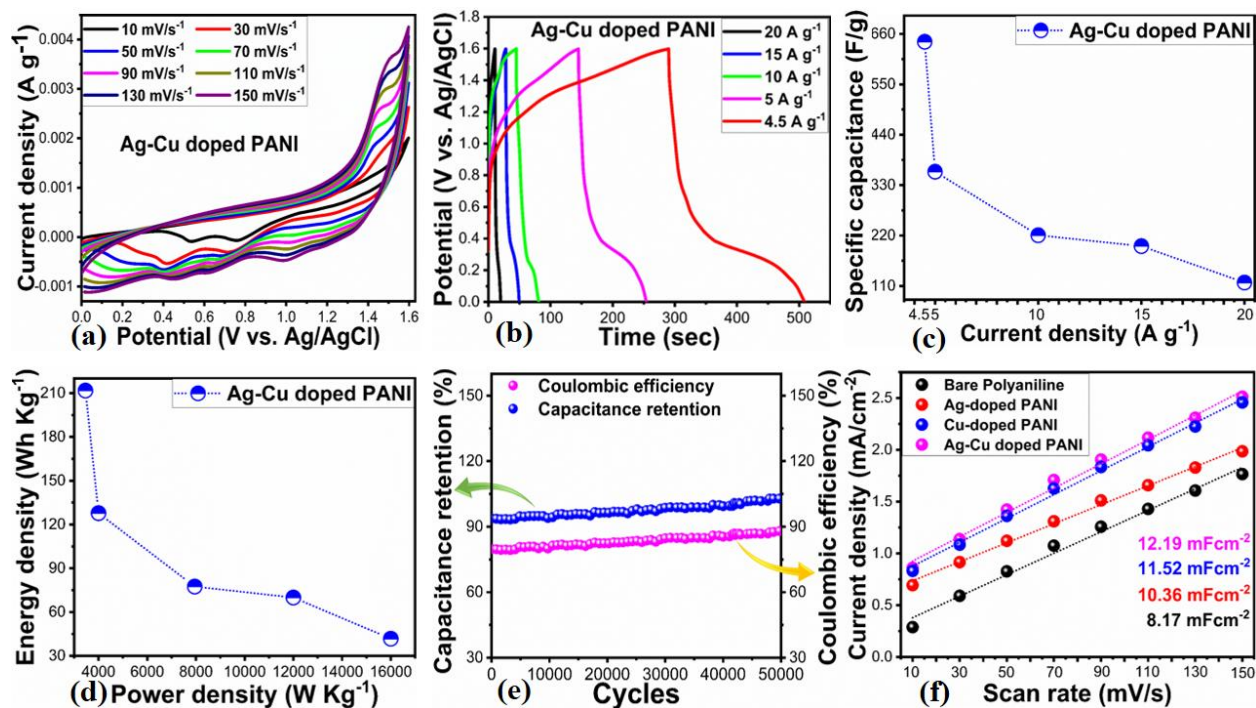 10 mV/s⁻¹ 30 mV/s⁻¹
50 mV/s⁻¹ 70 mV/s⁻¹
90 mV/s⁻¹ 110 mV/s⁻¹
130 mV/s⁻¹ 150 mV/s⁻¹
Ag-Cu doped PANI
Current density (A g⁻¹)
0.004
0.003
0.002
0.001
0.000
-0.001
0.0 0.2 0.4 0.6 0.8 1.0 1.2 1.4 1.6
(a) Potential (V vs. Ag/AgCl)
Ag-Cu doped PANI
20 A g⁻¹
15 A g⁻¹
10 A g⁻¹
5 A g⁻¹
4.5 A g⁻¹
Potential (V vs. Ag/AgCl)
1.8
1.6
1.4
1.2
1.0
0.8
0.6
0.4
0.2
0.0
0 100 200 300 400 500
(b) Time (sec)
Ag-Cu doped PANI
Specific capacitance (F/g)
660
550
440
330
220
110
4.55 10 15 20
(c) Current density (A g⁻¹)
Ag-Cu doped PANI
Energy density (Wh Kg⁻¹)
210
180
150
120
90
60
30
4000 6000 8000 10000 12000 14000 16000
(d) Power density (W Kg⁻¹)
Coulombic efficiency
Capacitance retention
Capacitance retention (%)
150
120
90
60
30
Coulombic efficiency (%)
150
120
90
60
30
0 10000 20000 30000 40000 50000
(e) Cycles
Bare Polyaniline
Ag-doped PANI
Cu-doped PANI
Ag-Cu doped PANI
12.19 mFcm⁻²
11.52 mFcm⁻²
10.36 mFcm⁻²
8.17 mFcm⁻²
Current density (mA/cm⁻²)
2.5
2.0
1.5
1.0
0.5
0.0
10 30 50 70 90 110 130 150
(f) Scan rate (mV/s)